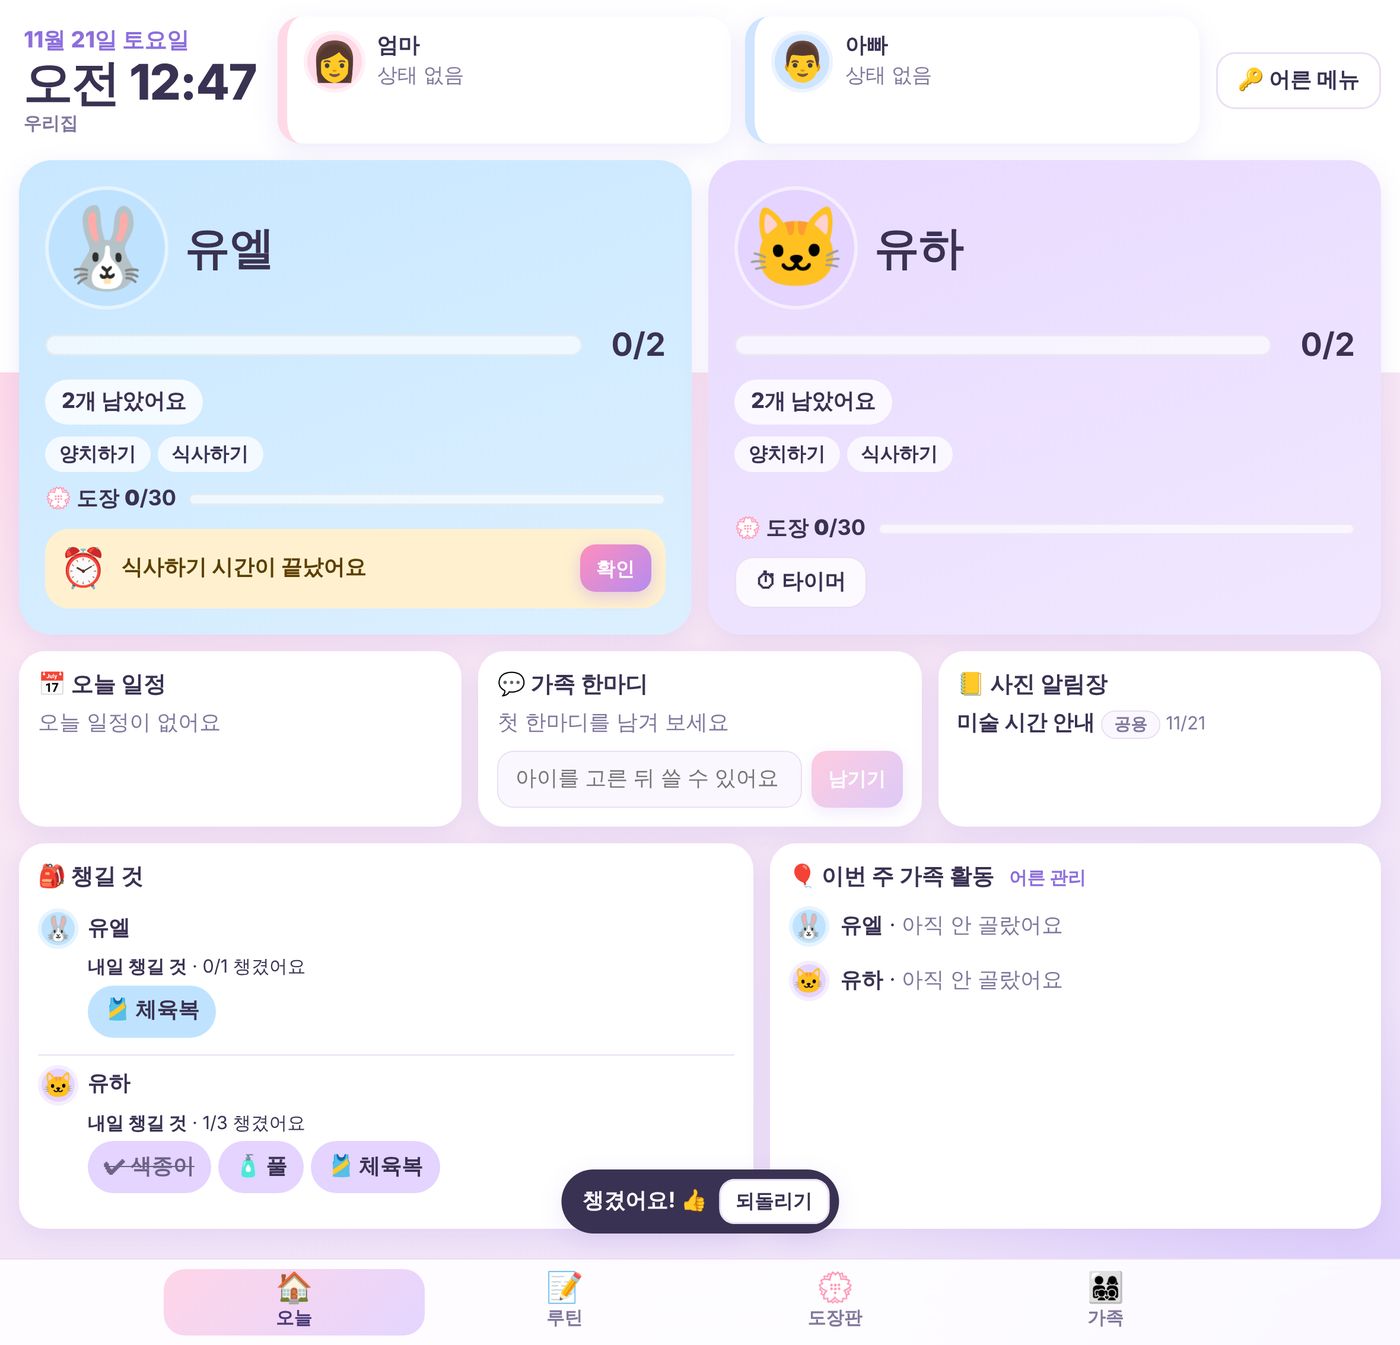 11월 21일 토요일
오전 12:47
우리집
엄마
상태 없음
아빠
상태 없음
🔑 어른 메뉴
유엘
0/2
2개 남았어요
양치하기 식사하기
💮 도장 0/30
⏰ 식사하기 시간이 끝났어요 확인
유하
0/2
2개 남았어요
양치하기 식사하기
💮 도장 0/30
⏱ 타이머
📅 오늘 일정
오늘 일정이 없어요
💬 가족 한마디
첫 한마디를 남겨 보세요
아이를 고른 뒤 쓸 수 있어요 남기기
📒 사진 알림장
미술 시간 안내 공용 11/21
🎒 챙길 것
유엘
내일 챙길 것 · 0/1 챙겼어요
🎽 체육복
유하
내일 챙길 것 · 1/3 챙겼어요
✔ 색종이 🧴 풀 🎽 체육복
🎈 이번 주 가족 활동 어른 관리
유엘 · 아직 안 골랐어요
유하 · 아직 안 골랐어요
챙겼어요! 👍 되돌리기
오늘
루틴
도장판
가족